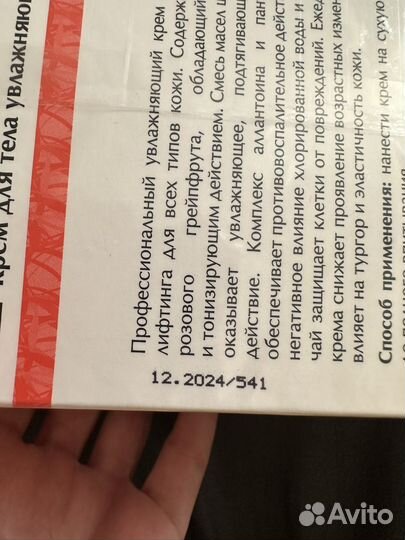 крем для тела увлажняющ
Профессиональный увлажняющий крем
лифтинга для всех типов кожи. Содерж
розового грейпфрута, обладающий
и тонизирующим действием. Смесь масел
оказывает увлажняющее, подтягивающ
действие. Комплекс аллантоина и пан
обеспечивает противовоспалительное дейст
негативное влияние хлорированной воды и
чай защищает клетки от повреждений. Ежед
крема снижает проявление возрастных измен
влияет на тургор и эластичность кожи.
Способ применения: нанести крем на сухую
12.2024/541
Avito